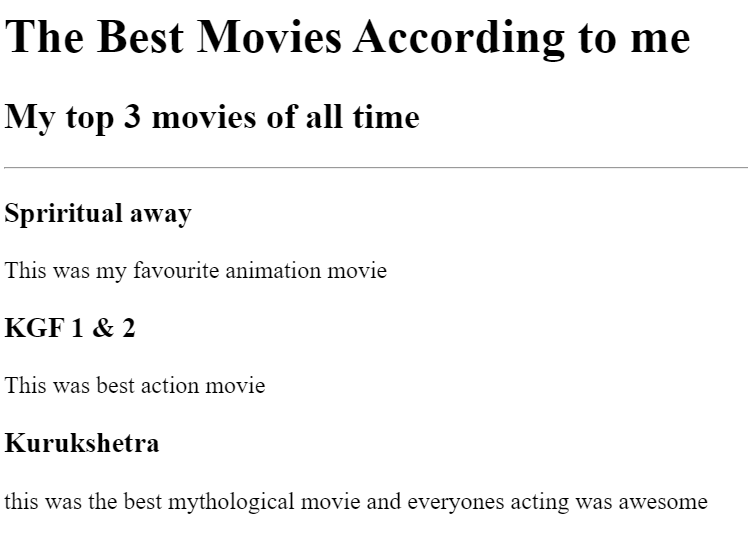 The Best Movies According to me
My top 3 movies of all time
Spriritual away
This was my favourite animation movie
KGF 1 & 2
This was best action movie
Kurukshetra
this was the best mythological movie and everyones acting was awesome